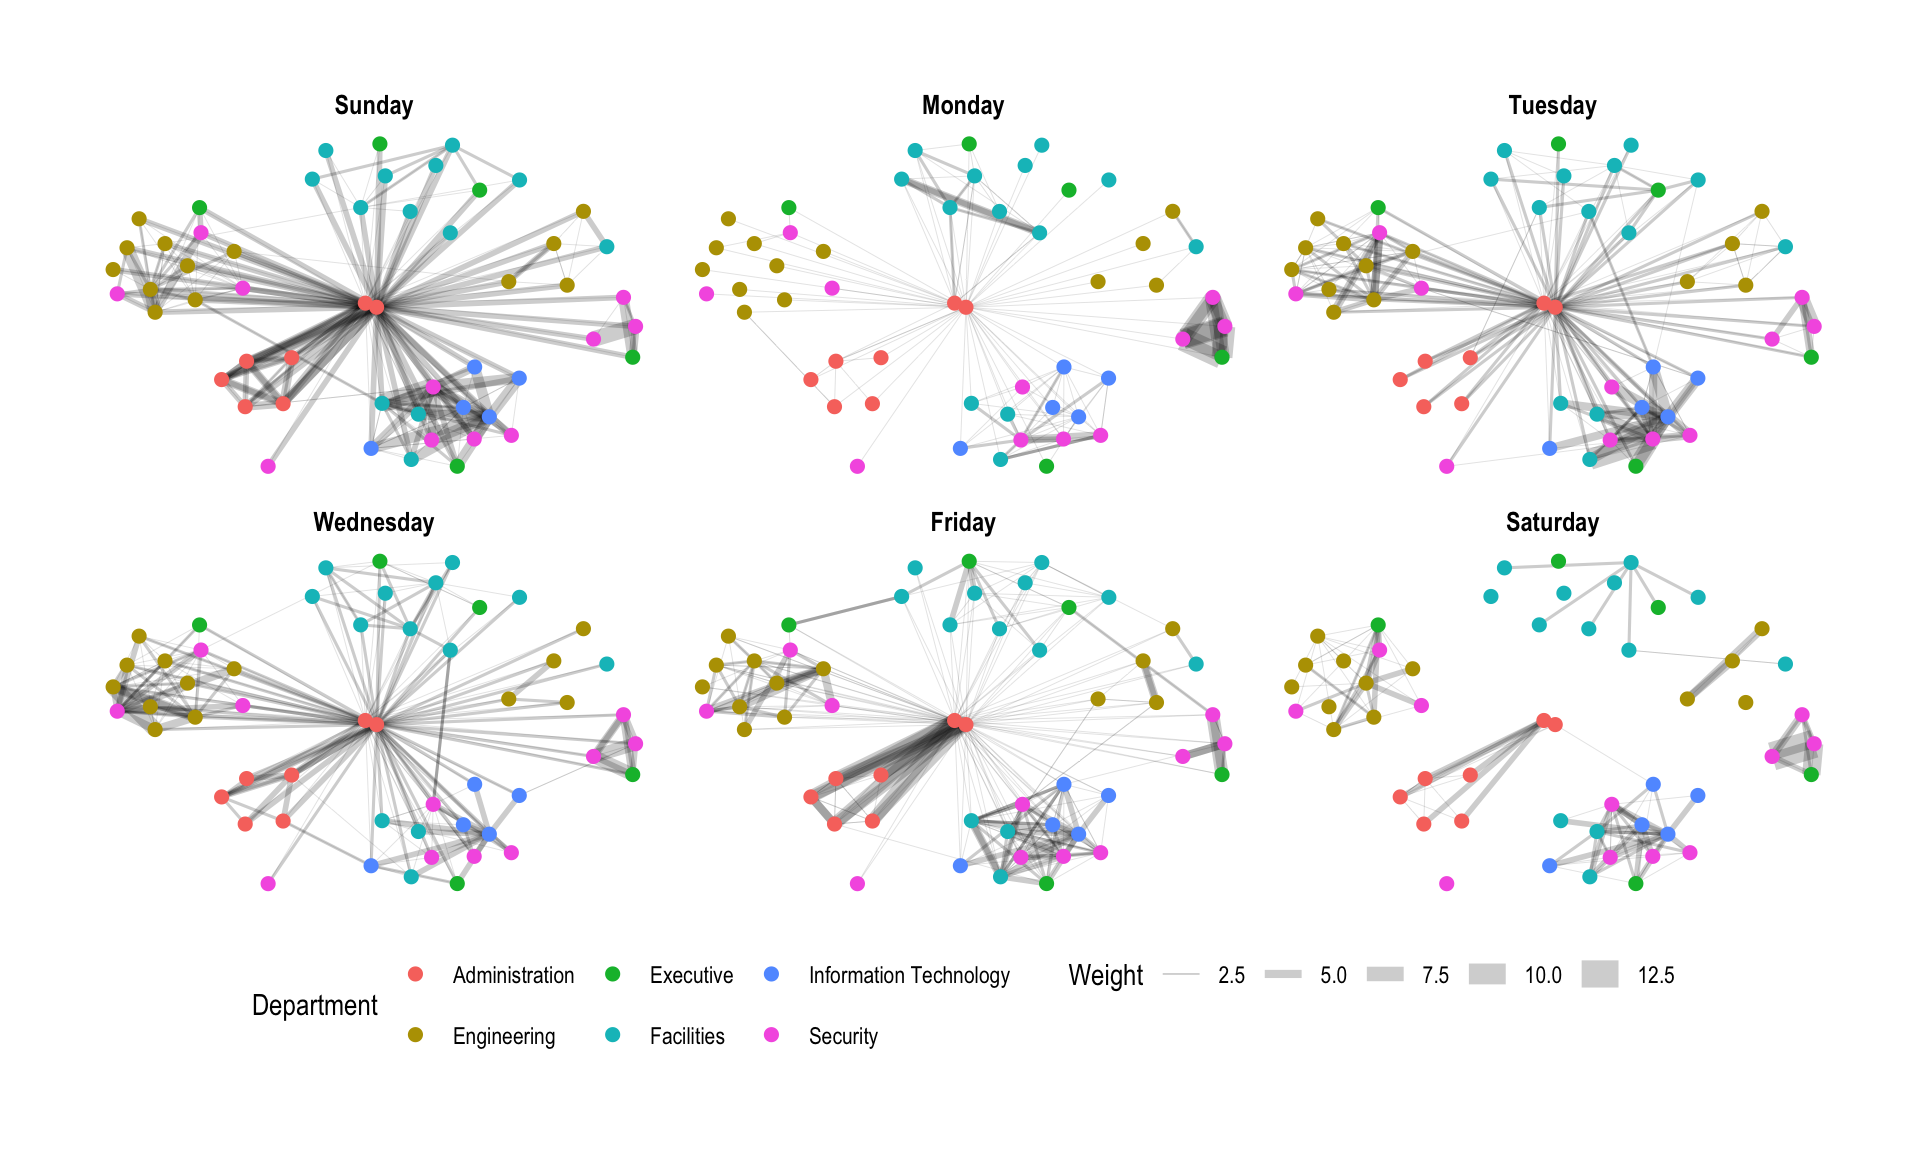 Sunday
Monday
Tuesday
Wednesday
Friday
Saturday
Department
Administration
Executive
Information Technology
Engineering
Facilities
Security
Weight
2.5
5.0
7.5
10.0
12.5